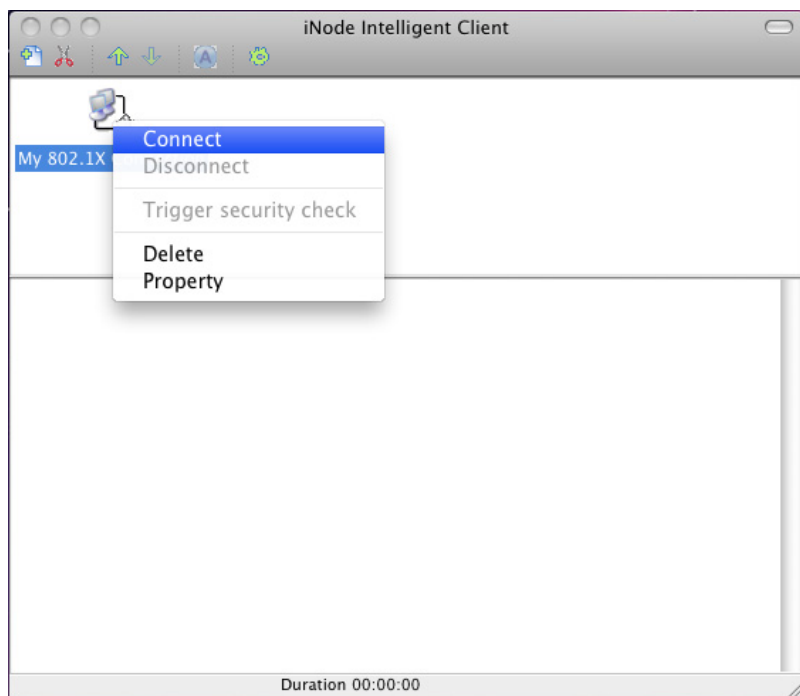 iNode Intelligent Client
A
My 802.1X
Connect
Disconnect
Trigger security check
Delete
Property
Duration 00:00:00